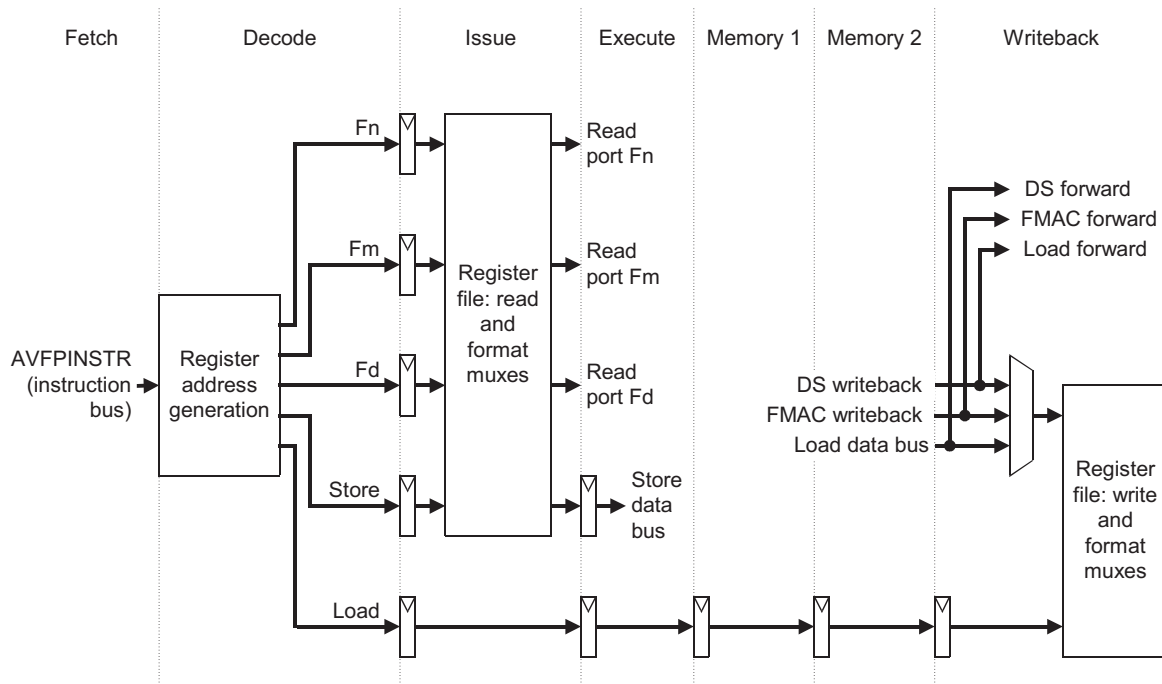 Fetch
Decode
Issue
Execute
Memory 1
Memory 2
Writeback
Fn
Read
port Fn
DS forward
FMAC forward
Load forward
Fm
Read
port Fm
Register
file: read
and
format
muxes
AVFPINSTR
(instruction
bus)
Register
address
generation
Fd
Read
port Fd
DS writeback
FMAC writeback
Load data bus
Register
file: write
and
format
muxes
Store
Store
data
bus
Load